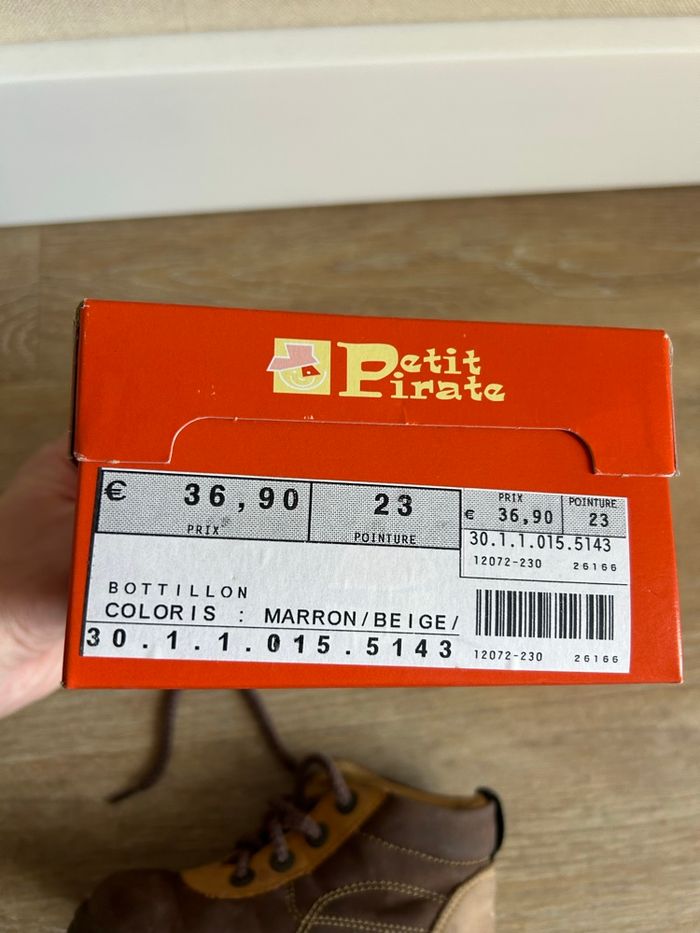 Petit
Pirate
€ 36,90
PRIX
23
POINTURE
PRIX
€ 36,90
POINTURE
23
30.1.1.015.5143
12072-230 26166
BOTTILLON
COLORIS : MARRON/BEIGE/
30.1.1.015.5143
12072-230 26166